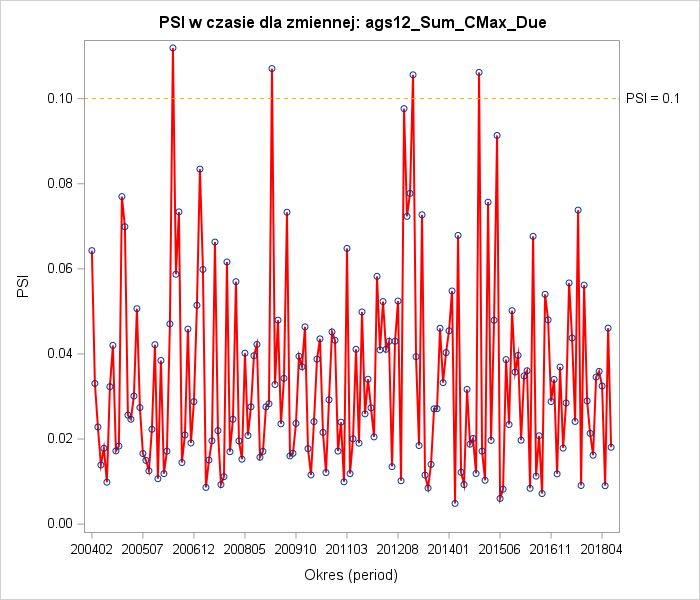 PSI w czasie dla zmiennej: ags12_Sum_CMax_Due
0.10
PSI = 0.1
0.08
0.06
PSI
0.04
0.02
0.00
200402 200507 200612 200805 200910 201103 201208 201401 201506 201611 201804
Okres (period)